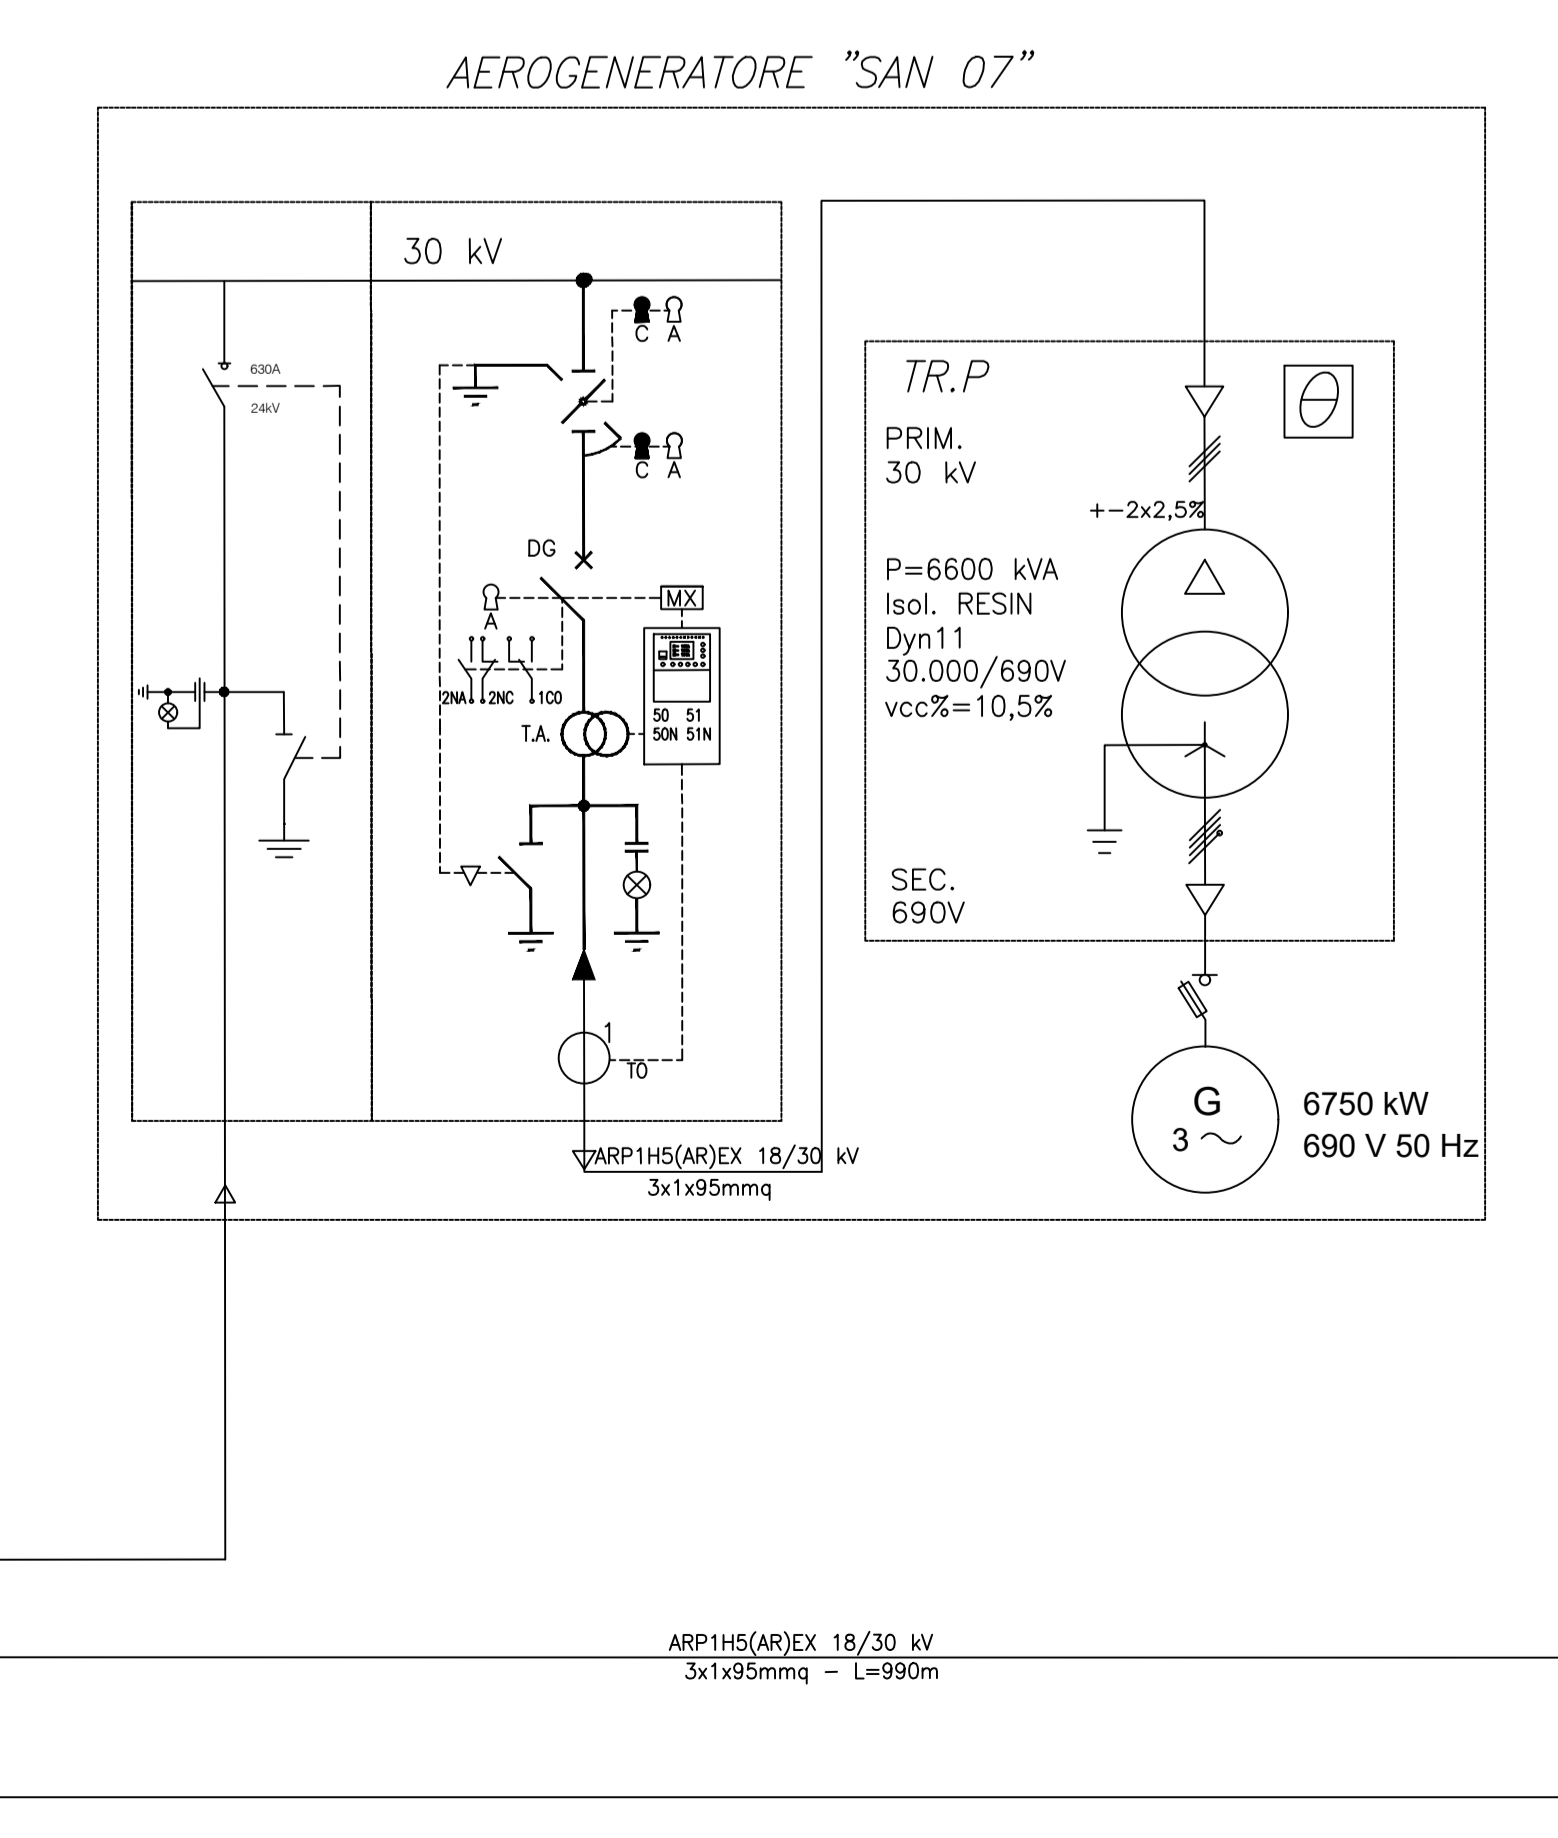 AEROGENERATORE "SAN 07"
30 kV
C A
630A
24kV
C A
DG
A
MX
2NA 2NC 1CO
T.A.
50 51
50N 51N
1
TO
ARP1H5(AR)EX 18/30 kV
3x1x95mmq
TR.P
PRIM.
30 kV
+-2x2,5%
P=6600 kVA
Isol. RESIN
Dyn11
30.000/690V
vcc%=10,5%
SEC.
690V
G
3
6750 kW
690 V 50 Hz
ARP1H5(AR)EX 18/30 kV
3x1x95mmq - L=990m